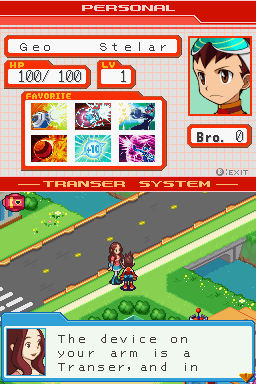 PERSONAL
Geo Stelar
HP
100/ 100
LV
1
FAVORITE
+10
Bro. 0
B:EXIT
TRANSER SYSTEM
The device on
your arm is a
Transer, and in